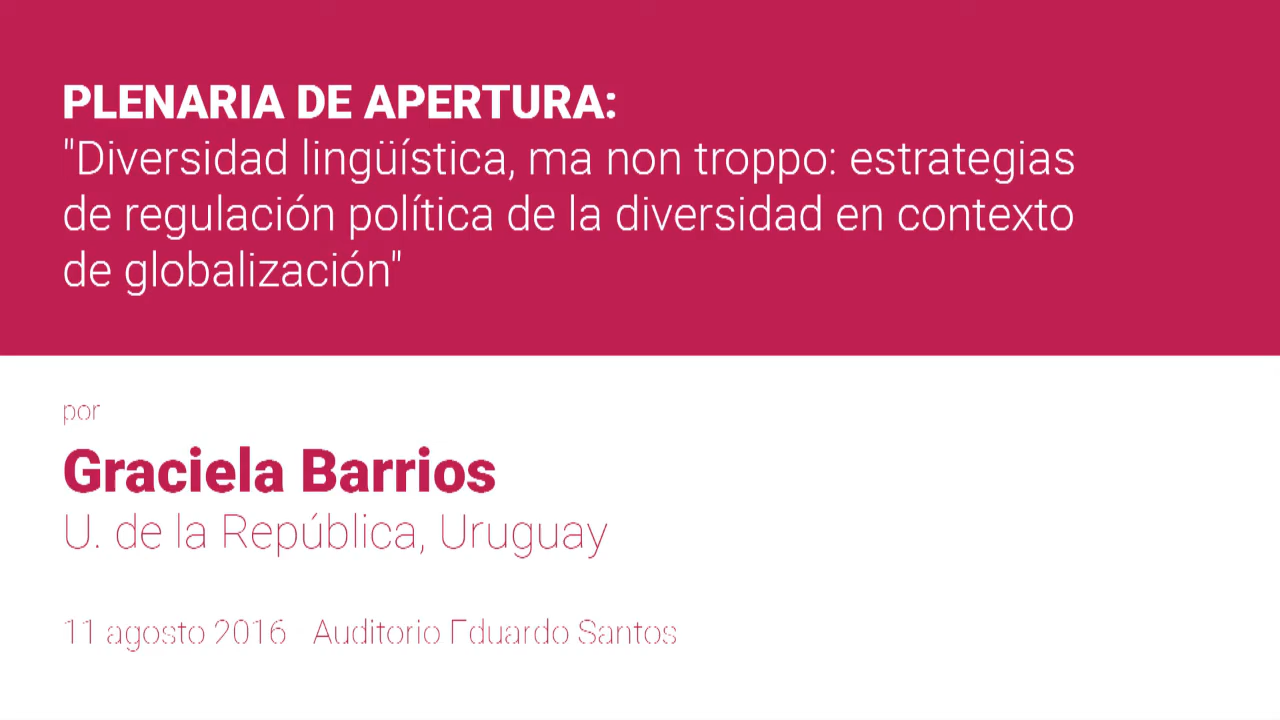 PLENARIA DE APERTURA:
"Diversidad lingüística, ma non troppo: estrategias
de regulación política de la diversidad en contexto
de globalización"
por
Graciela Barrios
U. de la República, Uruguay
11 agosto 2016 Auditorio Eduardo Santos